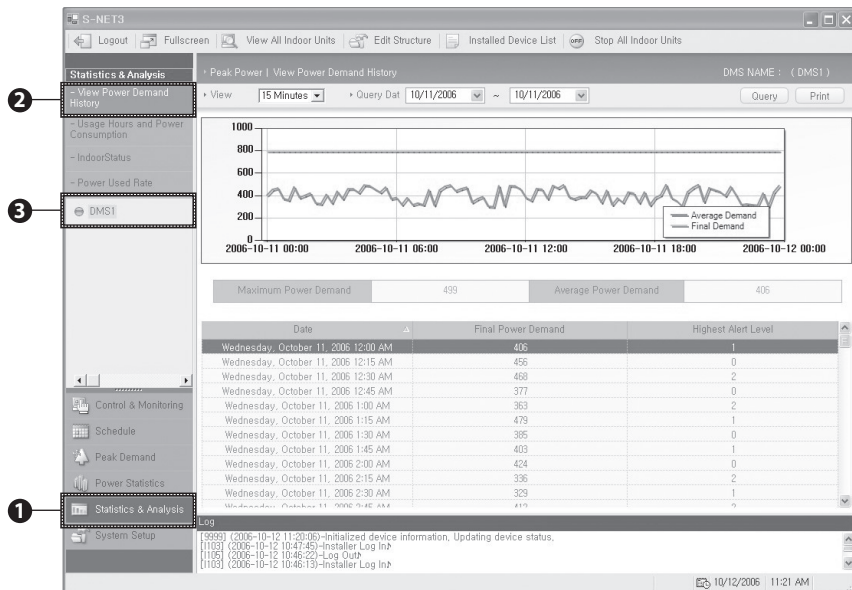 S-NET3
Logout Fullscreen View All Indoor Units Edit Structure Installed Device List OFF Stop All Indoor Units
Statistics & Analysis
- View Power Demand History
- Usage Hours and Power Consumption
- IndoorStatus
- Power Used Rate
DMS1
Control & Monitoring
Schedule
Peak Demand
Power Statistics
Statistics & Analysis
System Setup
2
3
1
Peak Power | View Power Demand History DMS NAME : ( DMS1 )
View 15 Minutes Query Dat 10/11/2006 ~ 10/11/2006 Query Print
1000
800
600
400
200
0
Average Demand
Final Demand
2006-10-11 00:00 2006-10-11 06:00 2006-10-11 12:00 2006-10-11 18:00 2006-10-12 00:00
Maximum Power Demand 499 Average Power Demand 406
Date Final Power Demand Highest Alert Level
Wednesday, October 11, 2006 12:00 AM 406 1
Wednesday, October 11, 2006 12:15 AM 456 0
Wednesday, October 11, 2006 12:30 AM 468 2
Wednesday, October 11, 2006 12:45 AM 377 0
Wednesday, October 11, 2006 1:00 AM 363 2
Wednesday, October 11, 2006 1:15 AM 479 1
Wednesday, October 11, 2006 1:30 AM 385 0
Wednesday, October 11, 2006 1:45 AM 403 1
Wednesday, October 11, 2006 2:00 AM 424 0
Wednesday, October 11, 2006 2:15 AM 336 2
Wednesday, October 11, 2006 2:30 AM 329 1
Wednesday, October 11, 2006 2:45 AM 412 2
Log
[9999] (2006-10-12 11:20:06)-Initialized device information, Updating device status,
[1103] (2006-10-12 10:47:45)-Installer Log In♪
[1105] (2006-10-12 10:46:22)-Log Out♪
[1103] (2006-10-12 10:46:13)-Installer Log In♪
10/12/2006 11:21 AM